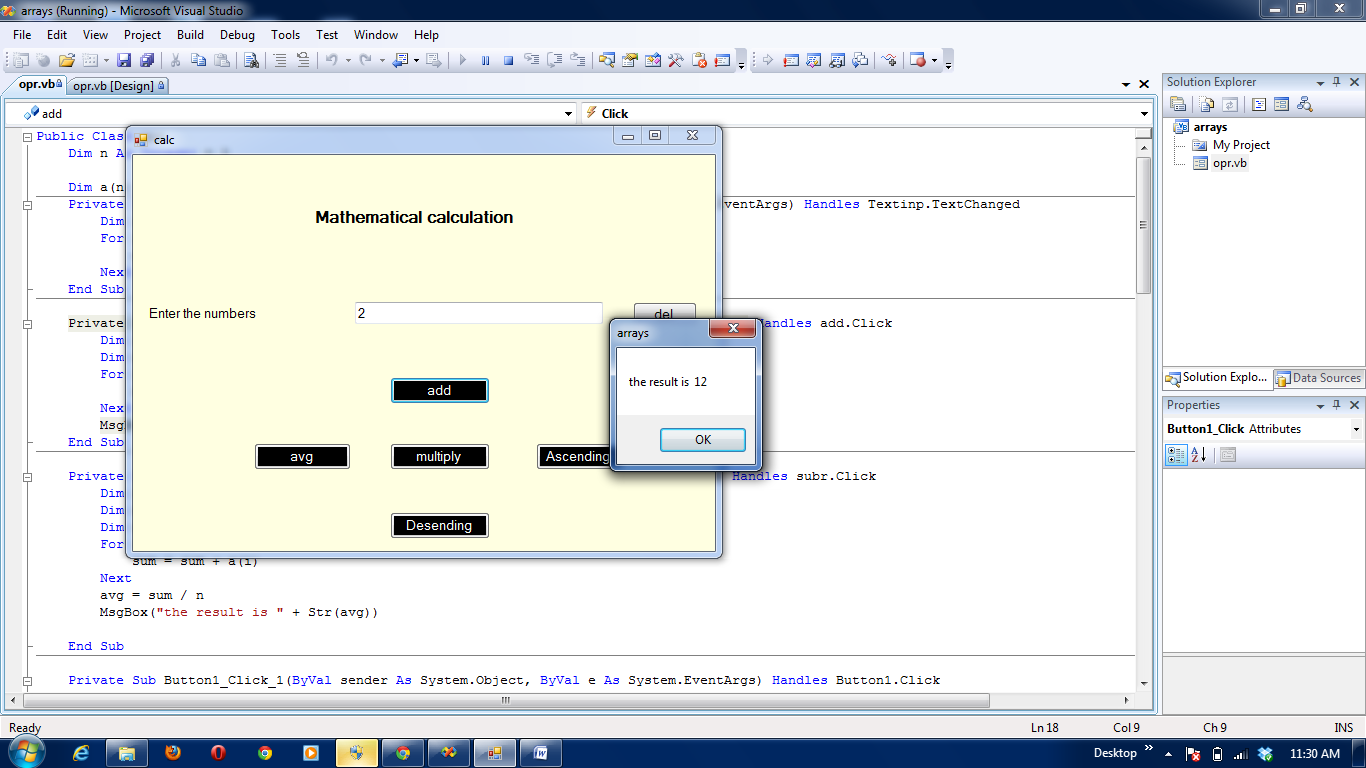 arrays (Running) - Microsoft Visual Studio
File Edit View Project Build Debug Tools Test Window Help
opr.vb opr.vb [Design]
add Click
Public Clas
Dim n A
Dim a(n
Private ventArgs) Handles Textinp.TextChanged
Dim
For
Nex
End Sub
Private Handles add.Click
Dim
Dim
For
Nex
Msg
End Sub
Private Handles subr.Click
Dim
Dim
Dim
For
sum = sum + a(i)
Next
avg = sum / n
MsgBox("the result is " + Str(avg))
End Sub
Private Sub Button1_Click_1(ByVal sender As System.Object, ByVal e As System.EventArgs) Handles Button1.Click
calc
Mathematical calculation
Enter the numbers 2 del
add
avg multiply Ascending
Desending
arrays
the result is 12
OK
Solution Explorer
arrays
My Project
opr.vb
Solution Explo... Data Sources
Properties
Button1_Click Attributes
Ready Ln 18 Col 9 Ch 9 INS
Desktop 11:30 AM